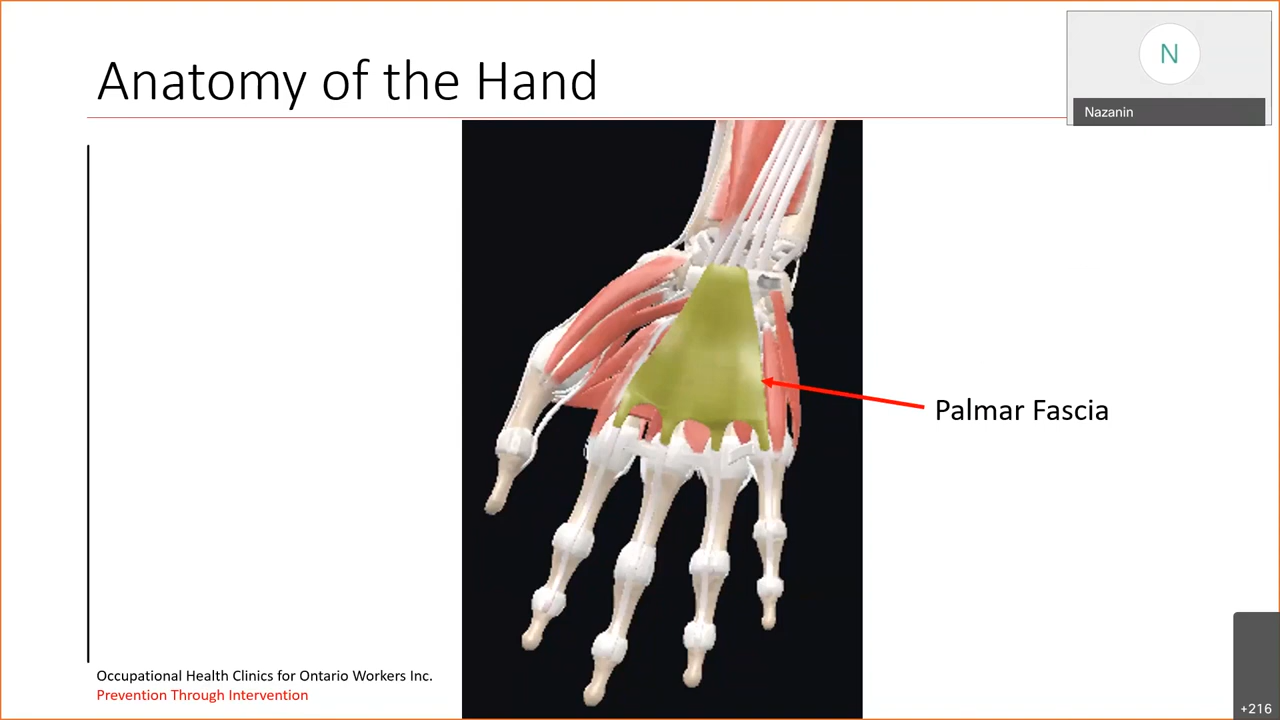 Anatomy of the Hand
N
Nazanin
Palmar Fascia
Occupational Health Clinics for Ontario Workers Inc.
Prevention Through Intervention
+216